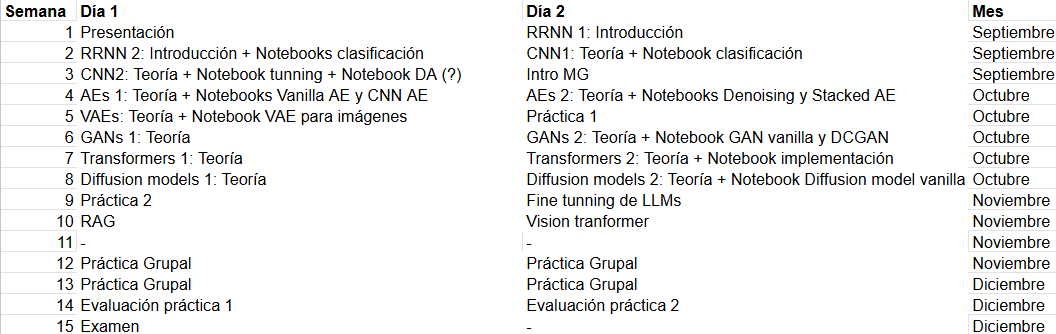 Semana Día 1 Día 2 Mes
1 Presentación RRNN 1: Introducción Septiembre
2 RRNN 2: Introducción + Notebooks clasificación CNN1: Teoría + Notebook clasificación Septiembre
3 CNN2: Teoría + Notebook tunning + Notebook DA (?) Intro MG Septiembre
4 AEs 1: Teoría + Notebooks Vanilla AE y CNN AE AEs 2: Teoría + Notebooks Denoising y Stacked AE Octubre
5 VAEs: Teoría + Notebook VAE para imágenes Práctica 1 Octubre
6 GANs 1: Teoría GANs 2: Teoría + Notebook GAN vanilla y DCGAN Octubre
7 Transformers 1: Teoría Transformers 2: Teoría + Notebook implementación Octubre
8 Diffusion models 1: Teoría Diffusion models 2: Teoría + Notebook Diffusion model vanilla Octubre
9 Práctica 2 Fine tunning de LLMs Noviembre
10 RAG Vision tranformer Noviembre
11 - - Noviembre
12 Práctica Grupal Práctica Grupal Noviembre
13 Práctica Grupal Práctica Grupal Diciembre
14 Evaluación práctica 1 Evaluación práctica 2 Diciembre
15 Examen - Diciembre